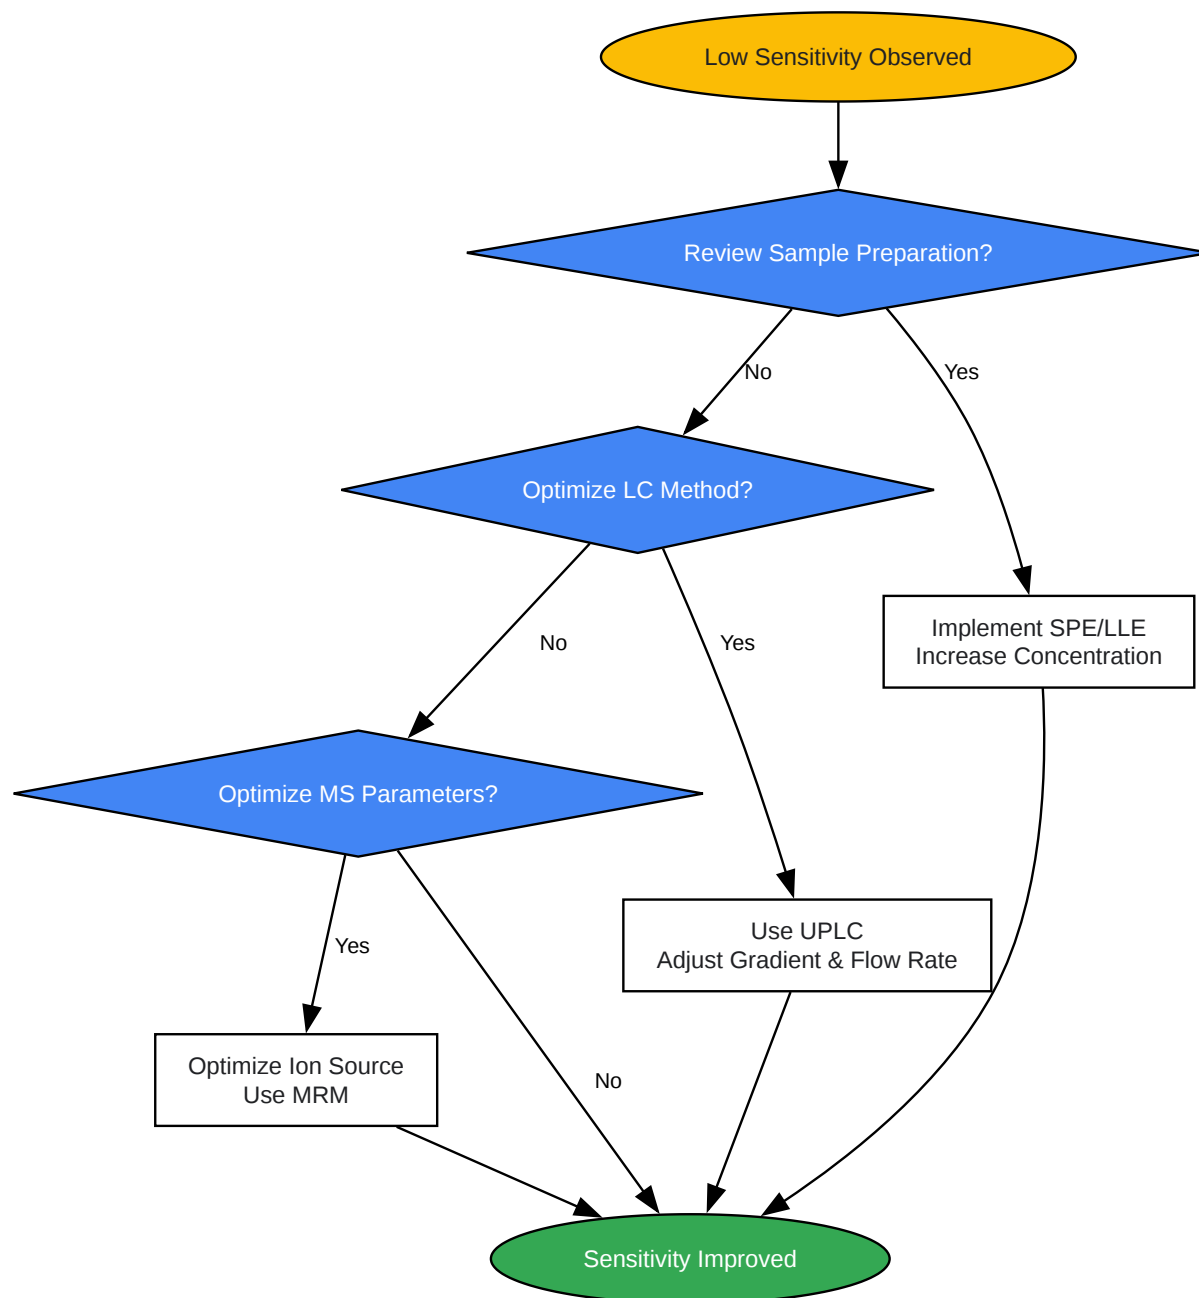 Low Sensitivity Observed
Review Sample Preparation?
No
Yes
Optimize LC Method?
Implement SPE/LLE
Increase Concentration
No
Yes
Optimize MS Parameters?
Use UPLC
Adjust Gradient & Flow Rate
Yes
Optimize Ion Source
Use MRM
No
Sensitivity Improved